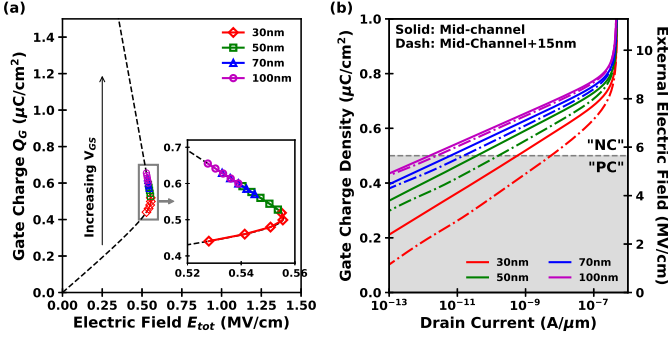 (a)
Gate Charge Q_G (μC/cm²)
1.4
1.2
1.0
0.8
0.6
0.4
0.2
0.0
0.00 0.25 0.50 0.75 1.00 1.25 1.50
Electric Field E_tot (MV/cm)
Increasing V_GS
30nm
50nm
70nm
100nm
0.7
0.6
0.5
0.4
0.52 0.54 0.56
(b)
Gate Charge Density (μC/cm²)
1.0
0.8
0.6
0.4
0.2
0.0
10⁻¹³ 10⁻¹¹ 10⁻⁹ 10⁻⁷
Drain Current (A/μm)
Solid: Mid-channel
Dash: Mid-Channel+15nm
"NC"
"PC"
30nm 70nm
50nm 100nm
10
8
6
4
2
0
External Electric Field (MV/cm)